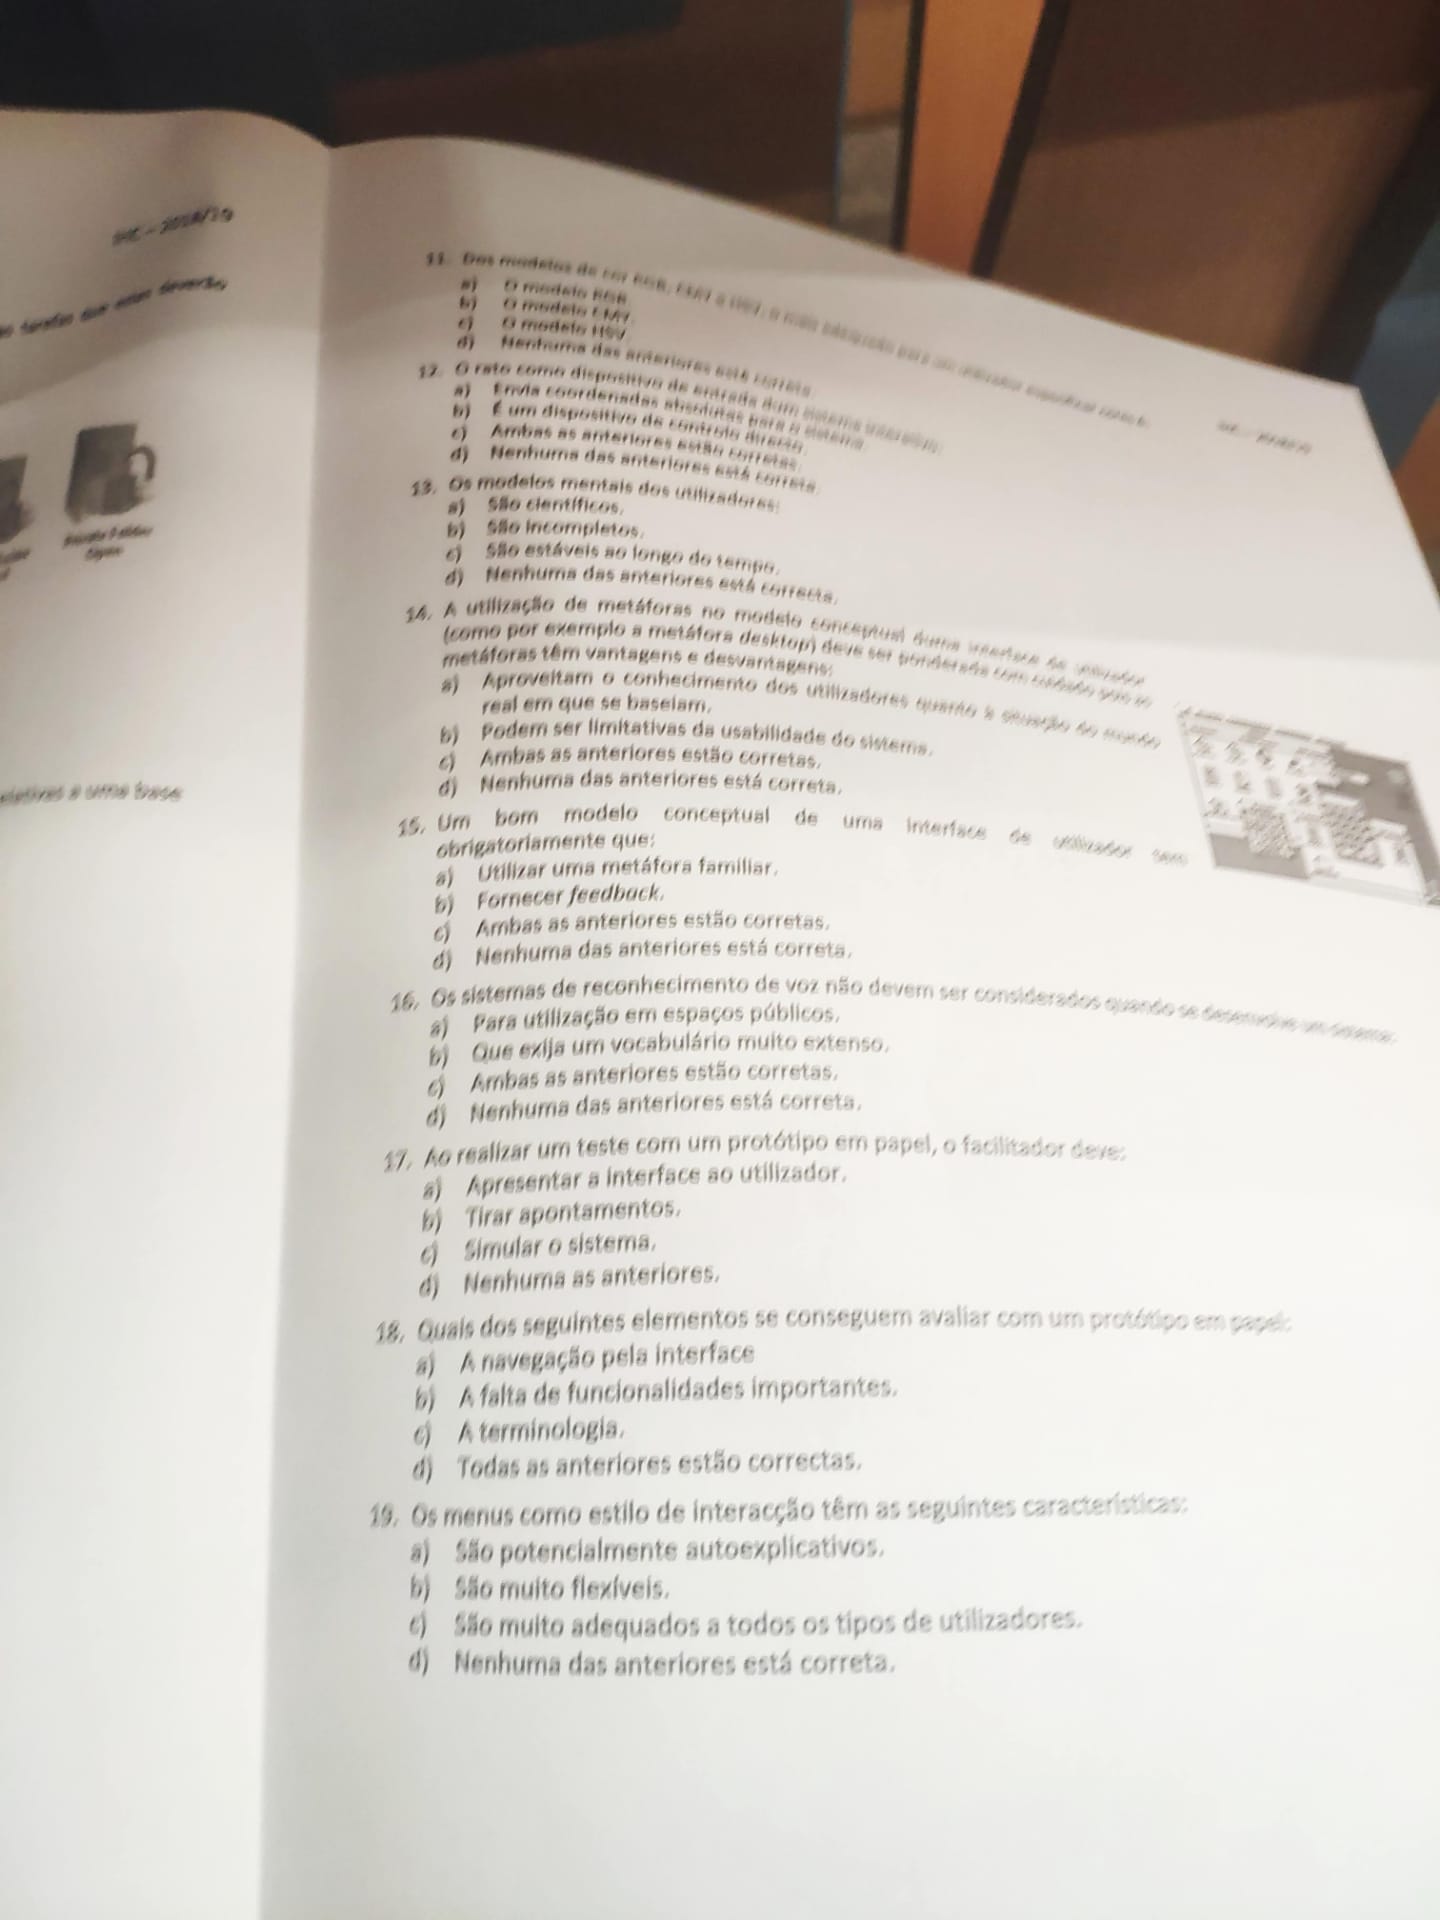 IHC – 2018/19
tarefas que estes deverão
relativas a uma base
11. Dos modelos de cor RGB, CMY e HSV, o mais adequado para um utilizador especificar cores é:
a) O modelo RGB.
b) O modelo CMY.
c) O modelo HSV.
d) Nenhuma das anteriores está correta.
12. O rato como dispositivo de entrada dum sistema interativo:
a) Envia coordenadas absolutas para o sistema.
b) É um dispositivo de controlo direto.
c) Ambas as anteriores estão corretas.
d) Nenhuma das anteriores está correta.
13. Os modelos mentais dos utilizadores:
a) São científicos.
b) São incompletos.
c) São estáveis ao longo do tempo.
d) Nenhuma das anteriores está correcta.
14. A utilização de metáforas no modelo conceptual duma interface de utilizador
(como por exemplo a metáfora desktop) deve ser ponderada com cuidado pois as
metáforas têm vantagens e desvantagens:
a) Aproveitam o conhecimento dos utilizadores quanto à situação do mundo
real em que se baseiam.
b) Podem ser limitativas da usabilidade do sistema.
c) Ambas as anteriores estão corretas.
d) Nenhuma das anteriores está correta.
15. Um bom modelo conceptual de uma interface de utilizador tem
obrigatoriamente que:
a) Utilizar uma metáfora familiar.
b) Fornecer feedback.
c) Ambas as anteriores estão corretas.
d) Nenhuma das anteriores está correta.
16. Os sistemas de reconhecimento de voz não devem ser considerados quando se desenvolve um sistema:
a) Para utilização em espaços públicos.
b) Que exija um vocabulário muito extenso.
c) Ambas as anteriores estão corretas.
d) Nenhuma das anteriores está correta.
17. Ao realizar um teste com um protótipo em papel, o facilitador deve:
a) Apresentar a interface ao utilizador.
b) Tirar apontamentos.
c) Simular o sistema.
d) Nenhuma as anteriores.
18. Quais dos seguintes elementos se conseguem avaliar com um protótipo em papel:
a) A navegação pela interface
b) A falta de funcionalidades importantes.
c) A terminologia.
d) Todas as anteriores estão correctas.
19. Os menus como estilo de interacção têm as seguintes características:
a) São potencialmente autoexplicativos.
b) São muito flexíveis.
c) São muito adequados a todos os tipos de utilizadores.
d) Nenhuma das anteriores está correta.